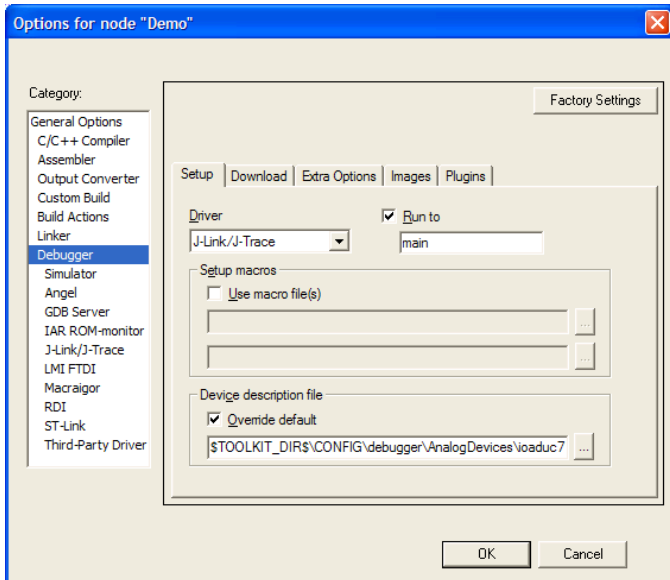 Options for node "Demo"
Category:
Factory Settings
General Options
C/C++ Compiler
Assembler
Output Converter
Custom Build
Build Actions
Linker
Debugger
Simulator
Angel
GDB Server
IAR ROM-monitor
J-Link/J-Trace
LMI FTDI
Macraigor
RDI
ST-Link
Third-Party Driver
Setup Download Extra Options Images Plugins
Driver
Run to
J-Link/J-Trace
main
Setup macros
Use macro file(s)
...
...
Device description file
Override default
$TOOLKIT_DIR$\CONFIG\debugger\AnalogDevices\ioaduc7
...
OK Cancel